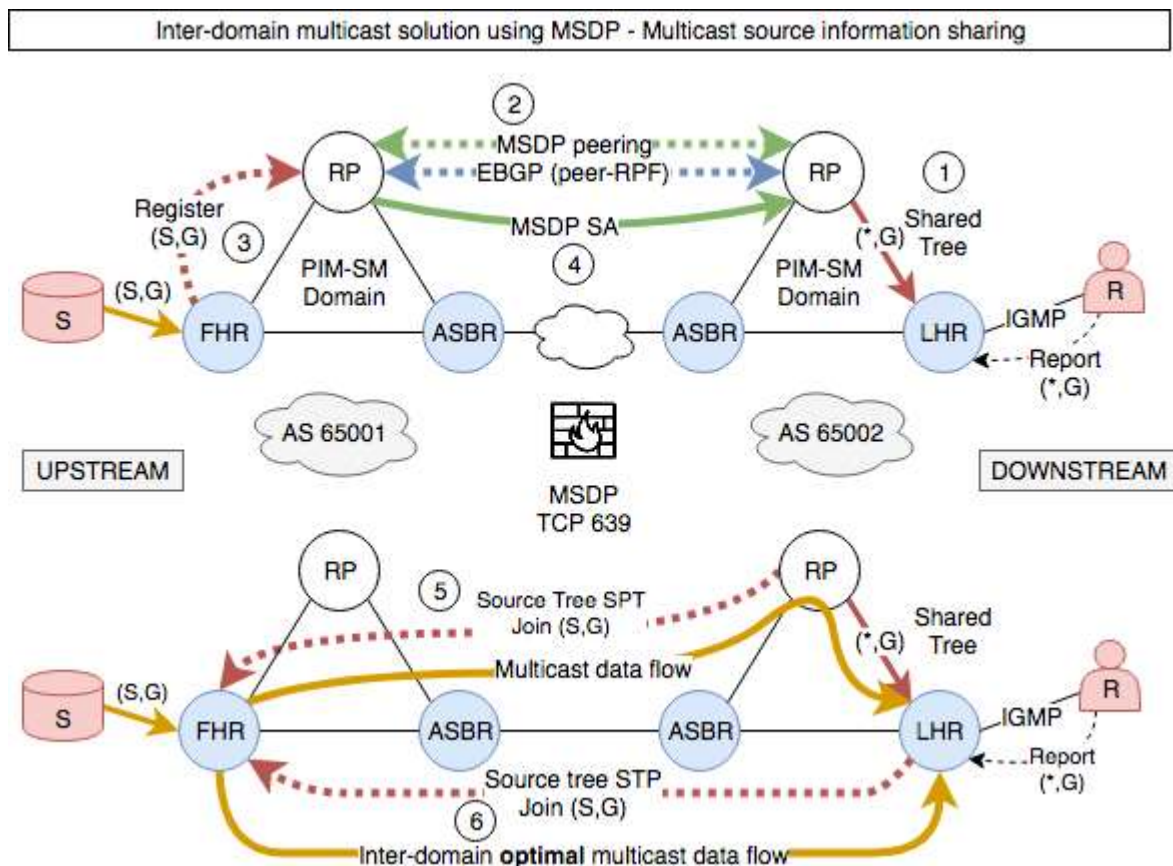 Inter-domain multicast solution using MSDP - Multicast source information sharing
2
MSDP peering
EBGP (peer-RPF)
RP
RP
1
Register
(S,G)
3
MSDP SA
(*,G)
Shared
Tree
4
PIM-SM
Domain
PIM-SM
Domain
S
(S,G)
FHR
ASBR
ASBR
LHR
IGMP
R
Report
(*,G)
AS 65001
AS 65002
UPSTREAM
DOWNSTREAM
MSDP
TCP 639
RP
RP
5
Source Tree SPT
Join (S,G)
(*,G)
Shared
Tree
Multicast data flow
S
(S,G)
FHR
ASBR
ASBR
LHR
IGMP
R
Report
(*,G)
Source tree STP
Join (S,G)
6
Inter-domain optimal multicast data flow